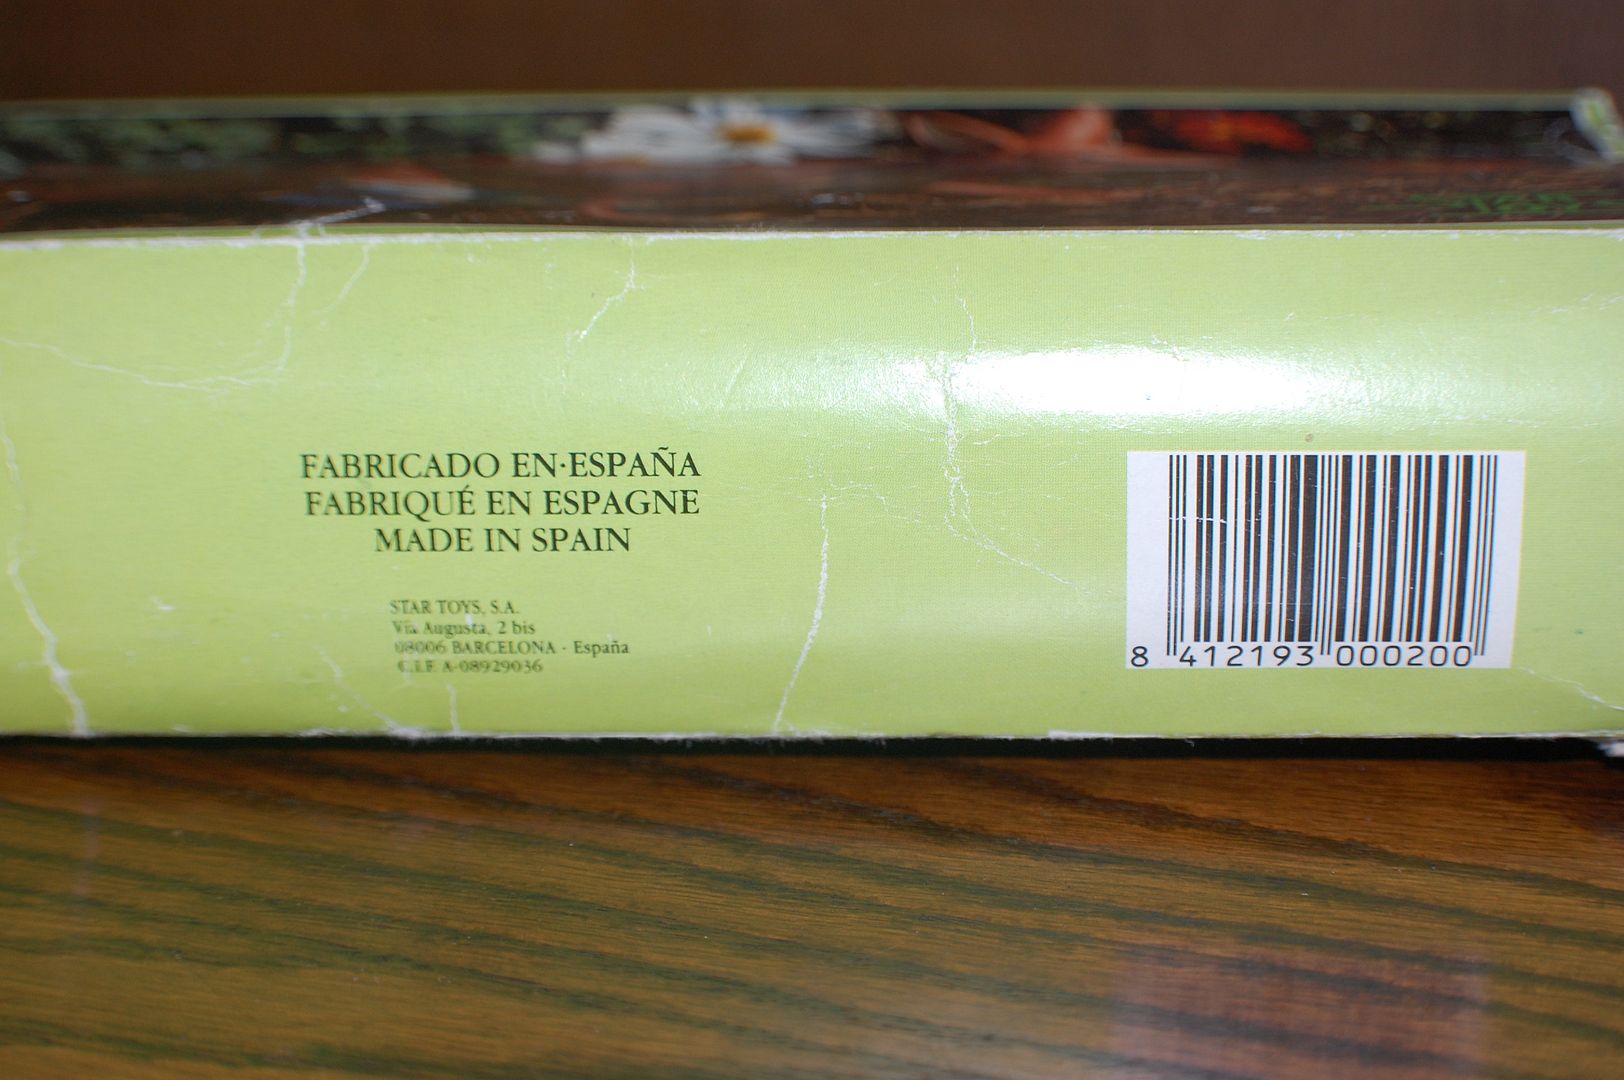 FABRICADO EN·ESPAÑA
FABRIQUÉ EN ESPAGNE
MADE IN SPAIN
STAR TOYS, S.A.
Vía Augusta, 2 bis
08006 BARCELONA - España
C.I.F. A-08929036
8 412193 000200